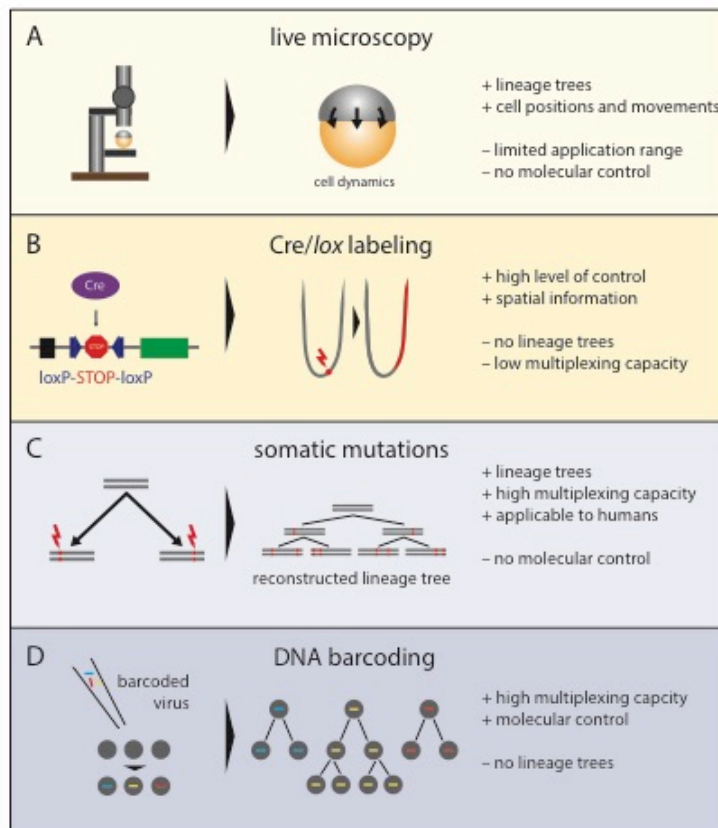 A
live microscopy
cell dynamics
+ lineage trees
+ cell positions and movements
– limited application range
– no molecular control
B
Cre/lox labeling
Cre
STOP
loxP-STOP-loxP
+ high level of control
+ spatial information
– no lineage trees
– low multiplexing capacity
C
somatic mutations
reconstructed lineage tree
+ lineage trees
+ high multiplexing capacity
+ applicable to humans
– no molecular control
D
DNA barcoding
barcoded
virus
+ high multiplexing capcity
+ molecular control
– no lineage trees